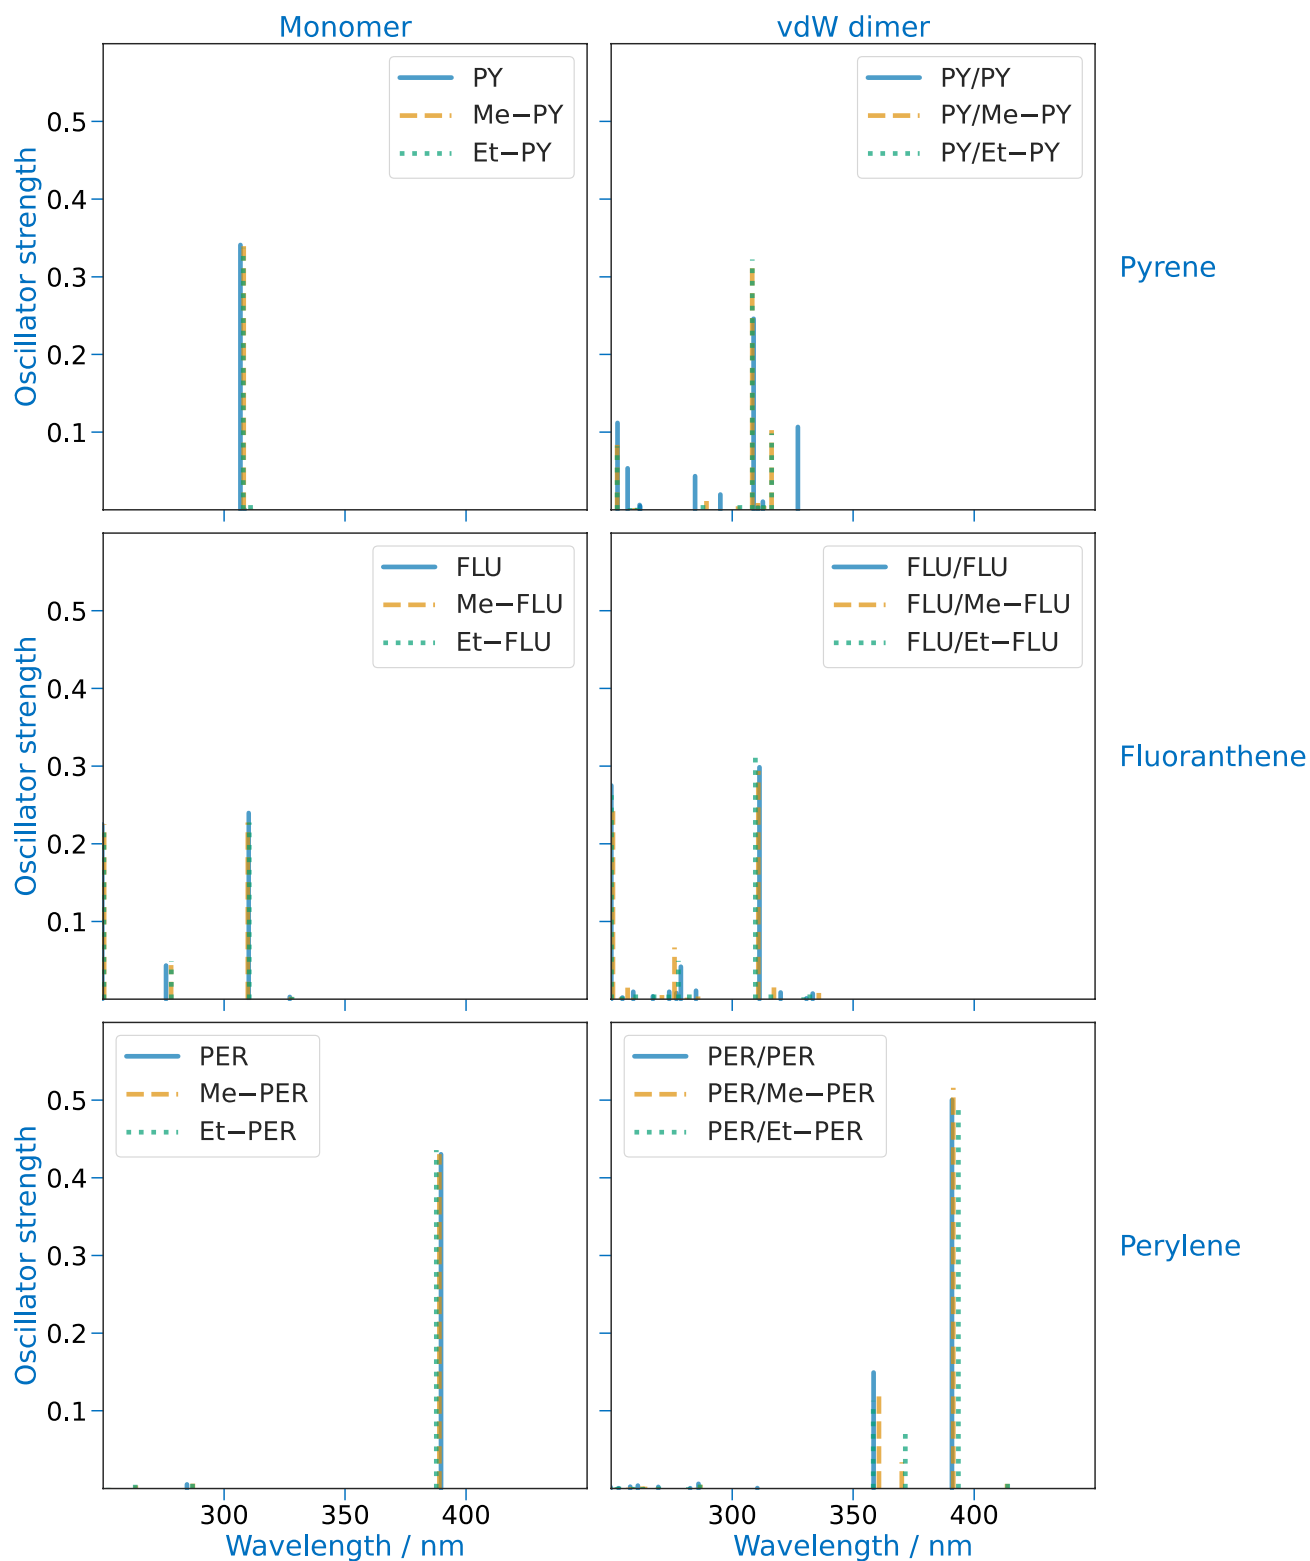 Monomer
vdW dimer
PY
Me−PY
Et−PY
PY/PY
PY/Me−PY
PY/Et−PY
0.5
0.4
0.3
0.2
0.1
Oscillator strength
Pyrene
FLU
Me−FLU
Et−FLU
FLU/FLU
FLU/Me−FLU
FLU/Et−FLU
0.5
0.4
0.3
0.2
0.1
Oscillator strength
Fluoranthene
PER
Me−PER
Et−PER
PER/PER
PER/Me−PER
PER/Et−PER
0.5
0.4
0.3
0.2
0.1
Oscillator strength
Perylene
300 350 400
300 350 400
Wavelength / nm
Wavelength / nm